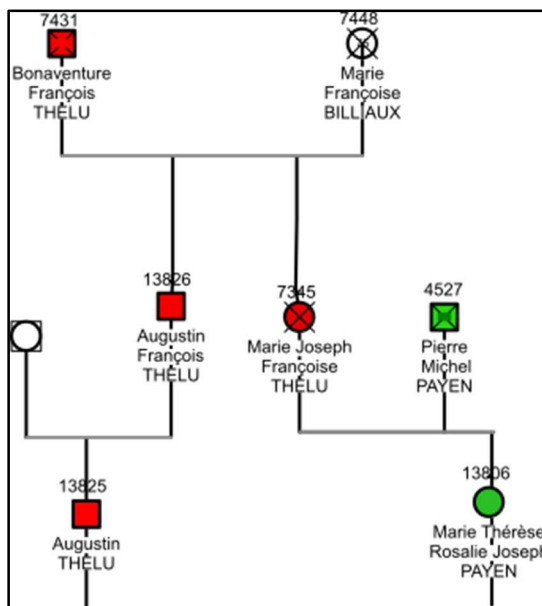 7431
Bonaventure
François
THELU
7448
Marie
Françoise
BILLIAUX
13826
Augustin
François
THELU
7345
Marie Joseph
Françoise
THELU
4527
Pierre
Michel
PAYEN
13825
Augustin
THELU
13806
Marie Thérèse
Rosalie Joseph
PAYEN